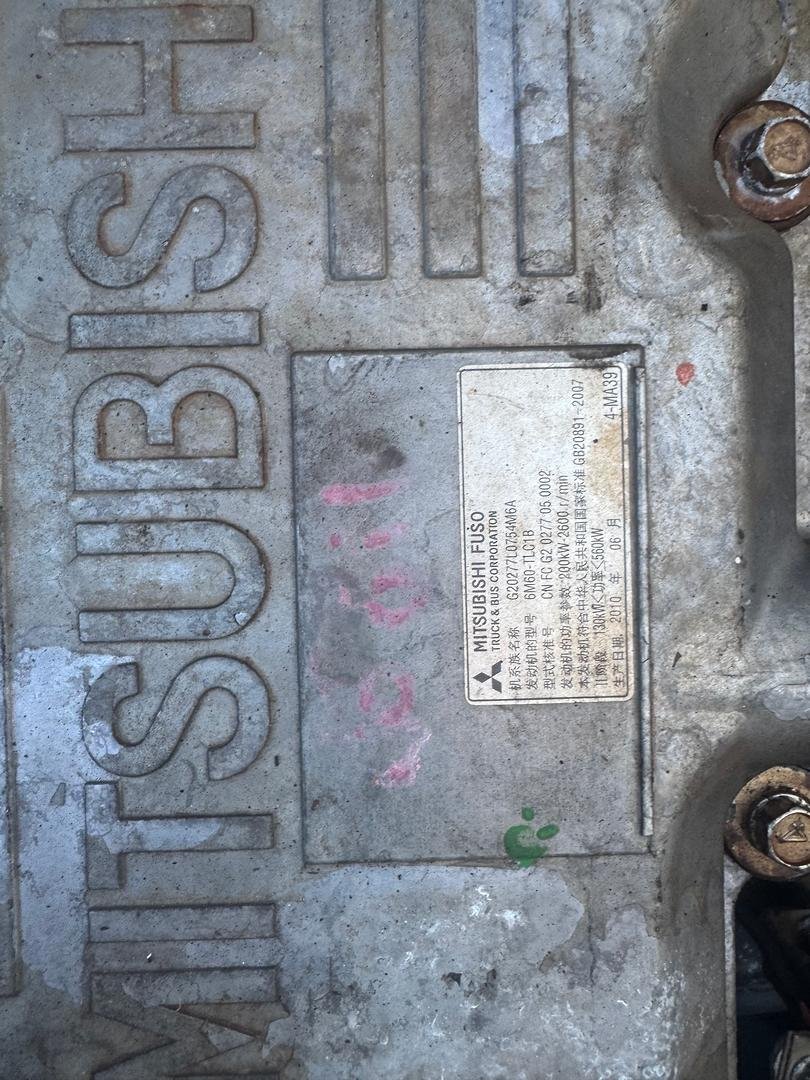 MITSUBISH
No oil
MITSUBISHI FUSO
TRUCK & BUS CORPORATION
机系族名称 G20277L0754M6A
发动机的型号 6M60-TLC1B
型式核准号 CN FC G2 0277 05 0002
发动机的功率参数 200kW-2600 r/min
本发动机符合中华人民共和国国家标准 GB20891-2007
II阶段 130kW≤功率≤560kW
生产日期: 2010 年 06 月 4-MA39